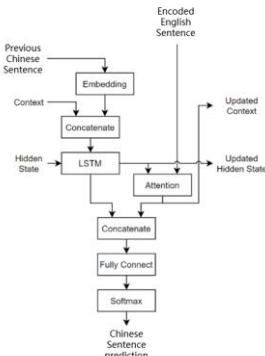 Encoded
English
Sentence
Previous
Chinese
Sentence
Embedding
Context
Updated
Context
Concatenate
Hidden
State
LSTM
Updated
Hidden State
Attention
Concatenate
Fully Connect
Softmax
Chinese
Sentence
prediction